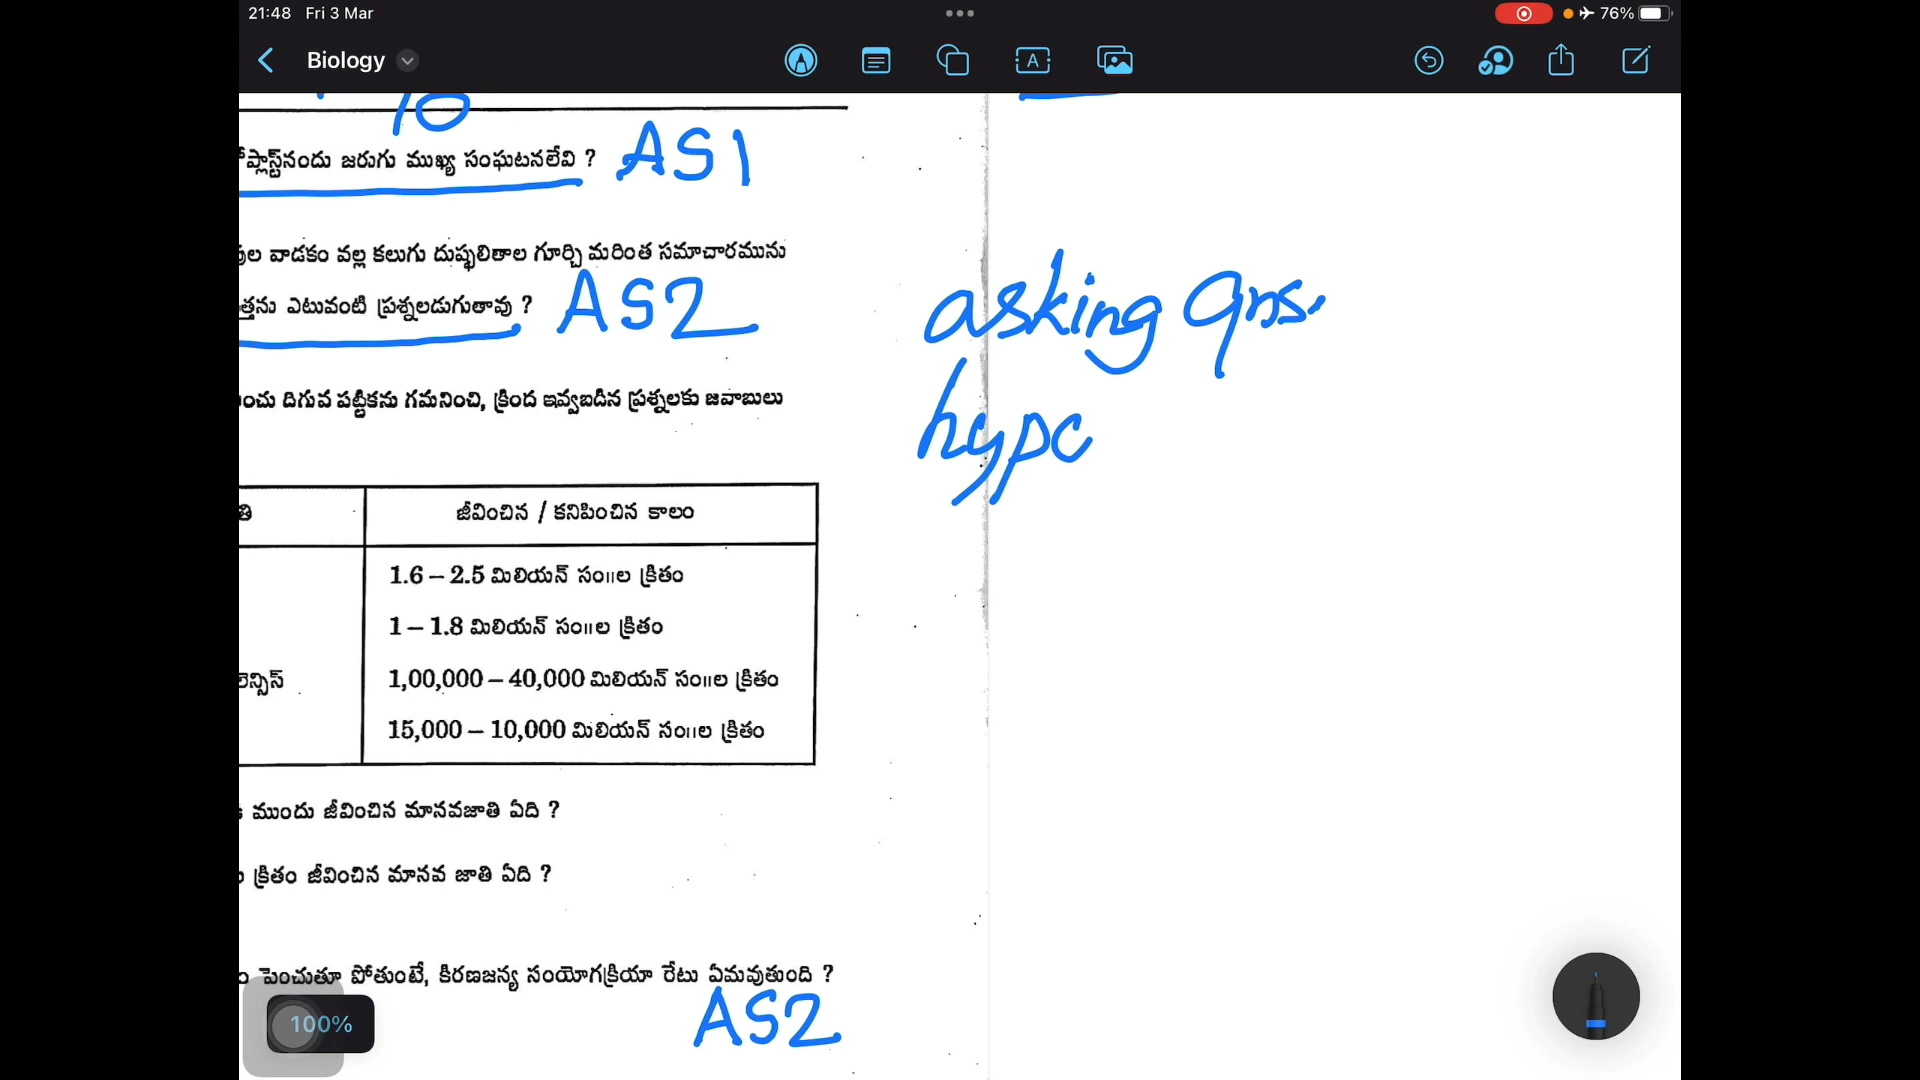 21:48 Fri 3 Mar
76%
Biology
10
ప్లాస్ట్‌నందు జరుగు ముఖ్య సంఘటనలేవి ? AS1
వాడకం వల్ల కలుగు దుష్ఫలితాల గూర్చి మరింత సమాచారమును
ఎటువంటి ప్రశ్నలడుగుతావు ? AS2
asking qns.
దిగువ పట్టికను గమనించి, క్రింద ఇవ్వబడిన ప్రశ్నలకు జవాబులు
hypo
తి
జీవించిన / కనిపించిన కాలం
1.6 – 2.5 మిలియన్ సం॥ల క్రితం
1 – 1.8 మిలియన్ సం॥ల క్రితం
లెన్సిస్ 1,00,000 – 40,000 మిలియన్ సం॥ల క్రితం
15,000 – 10,000 మిలియన్ సం॥ల క్రితం
ముందు జీవించిన మానవజాతి ఏది ?
క్రితం జీవించిన మానవ జాతి ఏది ?
పెంచుతూ పోతుంటే, కిరణజన్య సంయోగక్రియా రేటు ఏమవుతుంది ?
AS2
100%